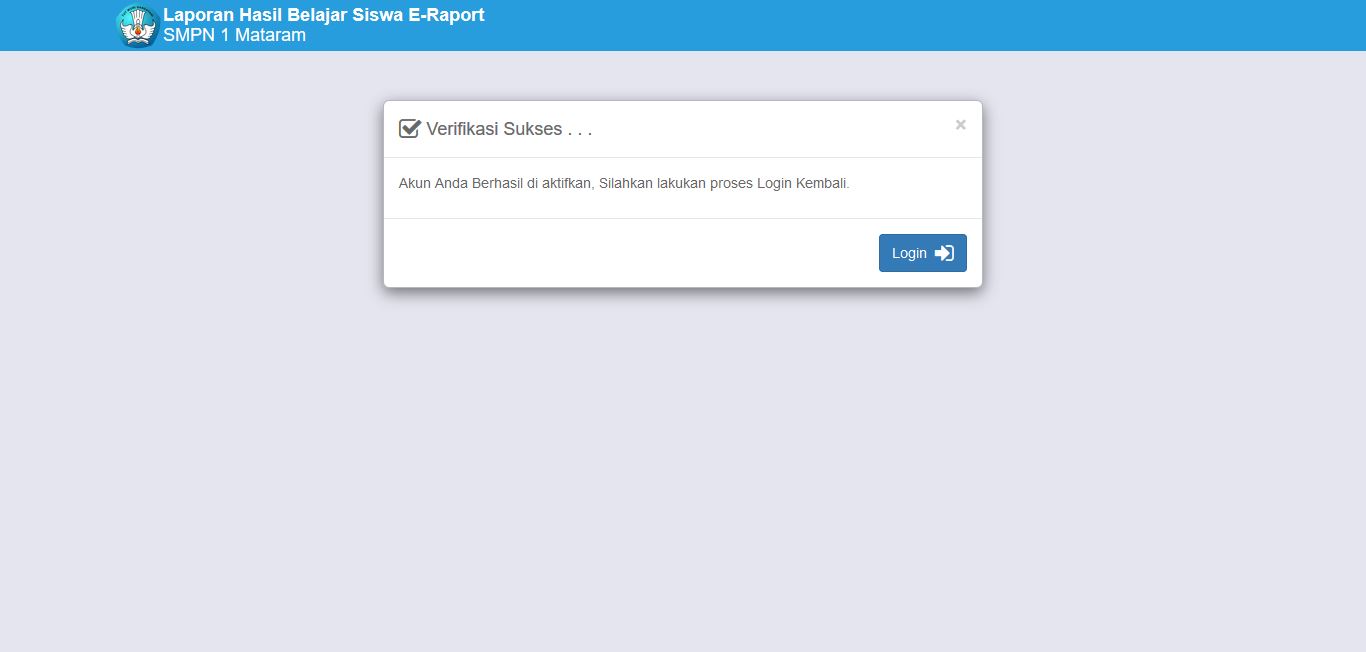 Laporan Hasil Belajar Siswa E-Raport
SMPN 1 Mataram
Verifikasi Sukses . . .
×
Akun Anda Berhasil di aktifkan, Silahkan lakukan proses Login Kembali.
Login